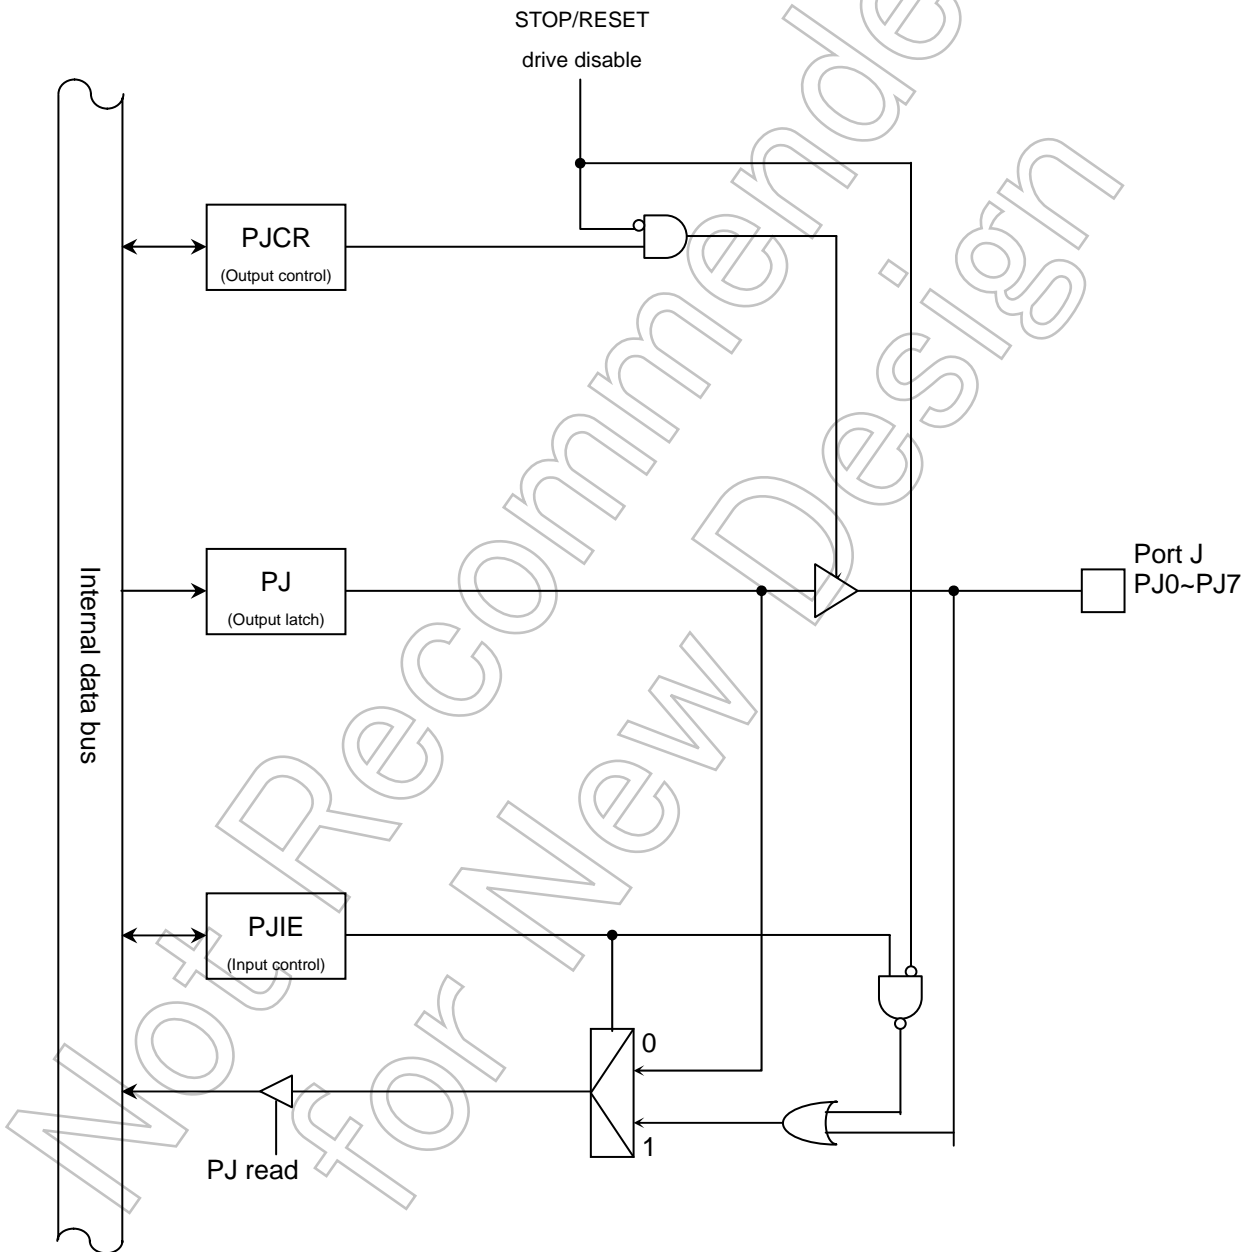 STOP/RESET
drive disable
PJCR
(Output control)
PJ
(Output latch)
Port J
PJ0~PJ7
Internal data bus
PJIE
(Input control)
0
1
PJ read
Not Recommende
for New Design